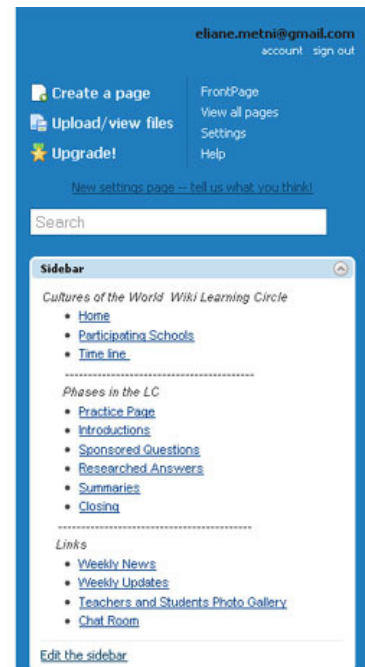 eliane.metni@gmail.com
account sign out
Create a page
Upload/view files
Upgrade!
FrontPage
View all pages
Settings
Help
New settings page -- tell us what you think!
Search
Sidebar
Cultures of the World Wiki Learning Circle
• Home
• Participating Schools
• Time line
--------------------------------------------
Phases in the LC
• Practice Page
• Introductions
• Sponsored Questions
• Researched Answers
• Summaries
• Closing
--------------------------------------------
Links
• Weekly News
• Weekly Updates
• Teachers and Students Photo Gallery
• Chat Room
Edit the sidebar